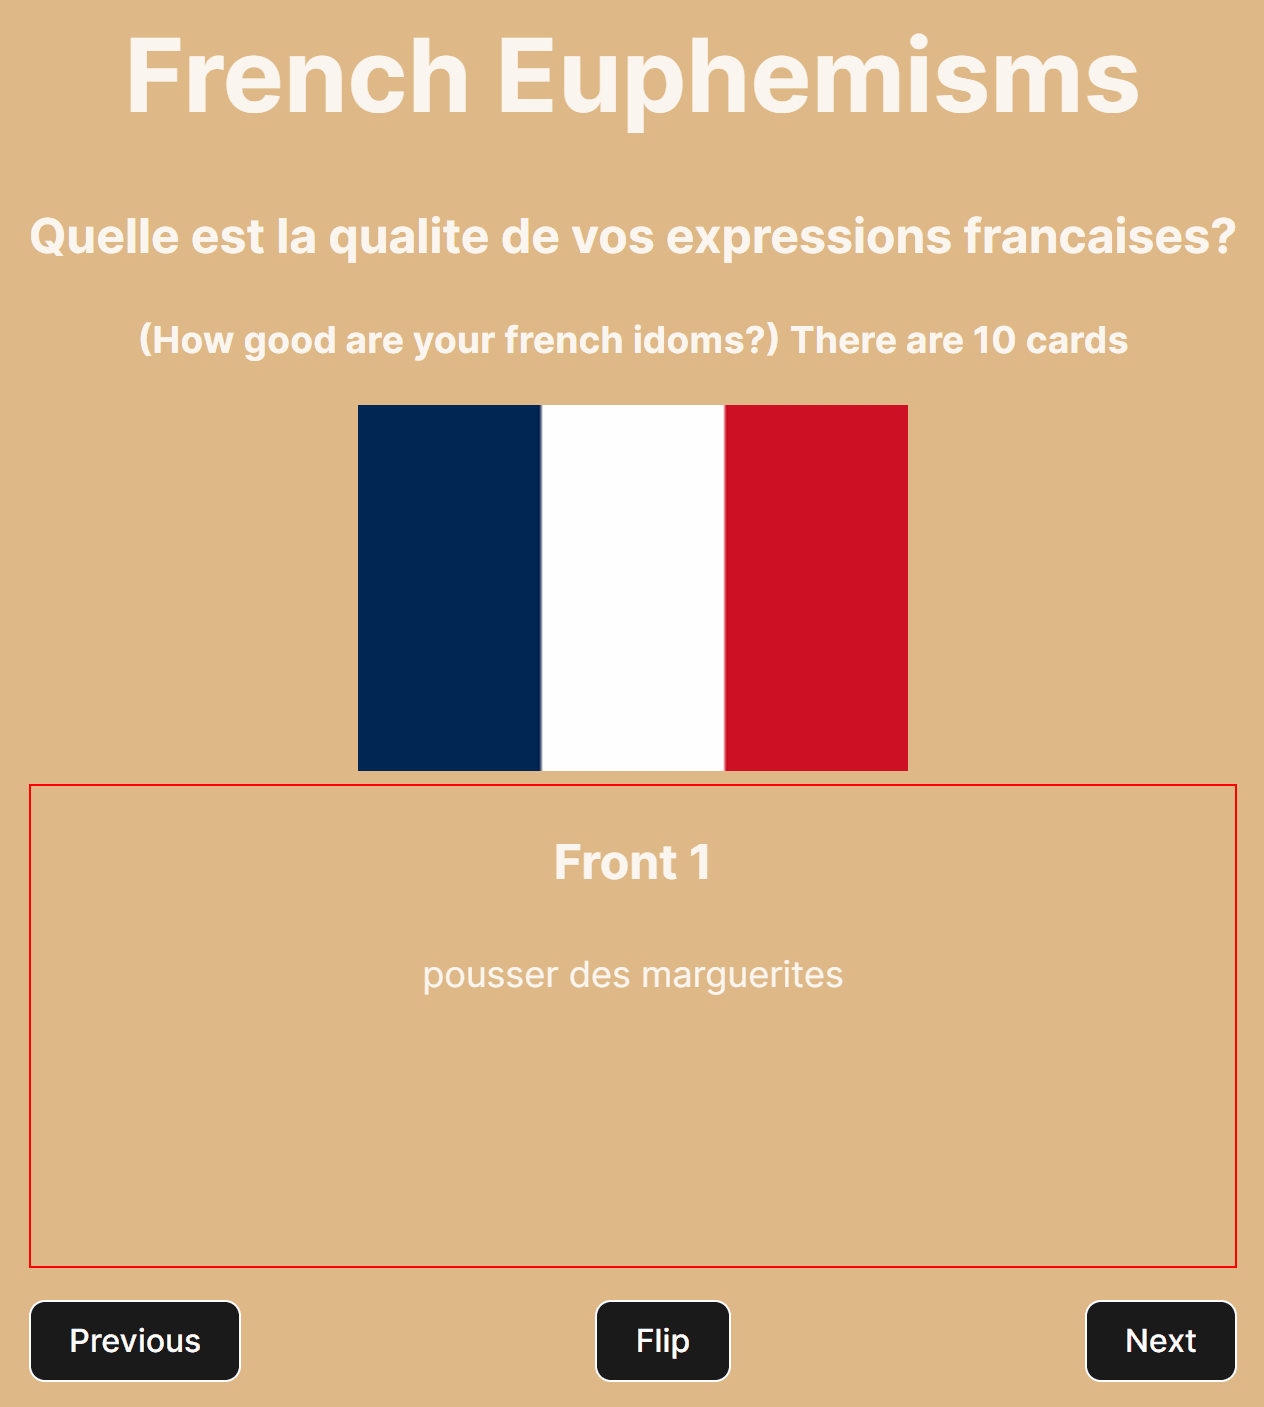 French Euphemisms
Quelle est la qualite de vos expressions francaises?
(How good are your french idoms?) There are 10 cards
Front 1
pousser des marguerites
Previous
Flip
Next